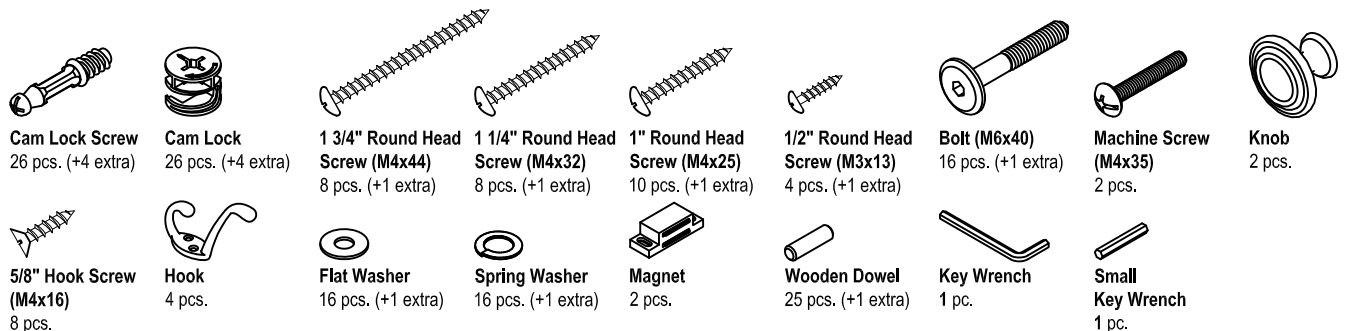 Cam Lock Screw
26 pcs. (+4 extra)
Cam Lock
26 pcs. (+4 extra)
1 3/4" Round Head
Screw (M4x44)
8 pcs. (+1 extra)
1 1/4" Round Head
Screw (M4x32)
8 pcs. (+1 extra)
1" Round Head
Screw (M4x25)
10 pcs. (+1 extra)
1/2" Round Head
Screw (M3x13)
4 pcs. (+1 extra)
Bolt (M6x40)
16 pcs. (+1 extra)
Machine Screw
(M4x35)
2 pcs.
Knob
2 pcs.
5/8" Hook Screw
(M4x16)
8 pcs.
Hook
4 pcs.
Flat Washer
16 pcs. (+1 extra)
Spring Washer
16 pcs. (+1 extra)
Magnet
2 pcs.
Wooden Dowel
25 pcs. (+1 extra)
Key Wrench
1 pc.
Small
Key Wrench
1 pc.